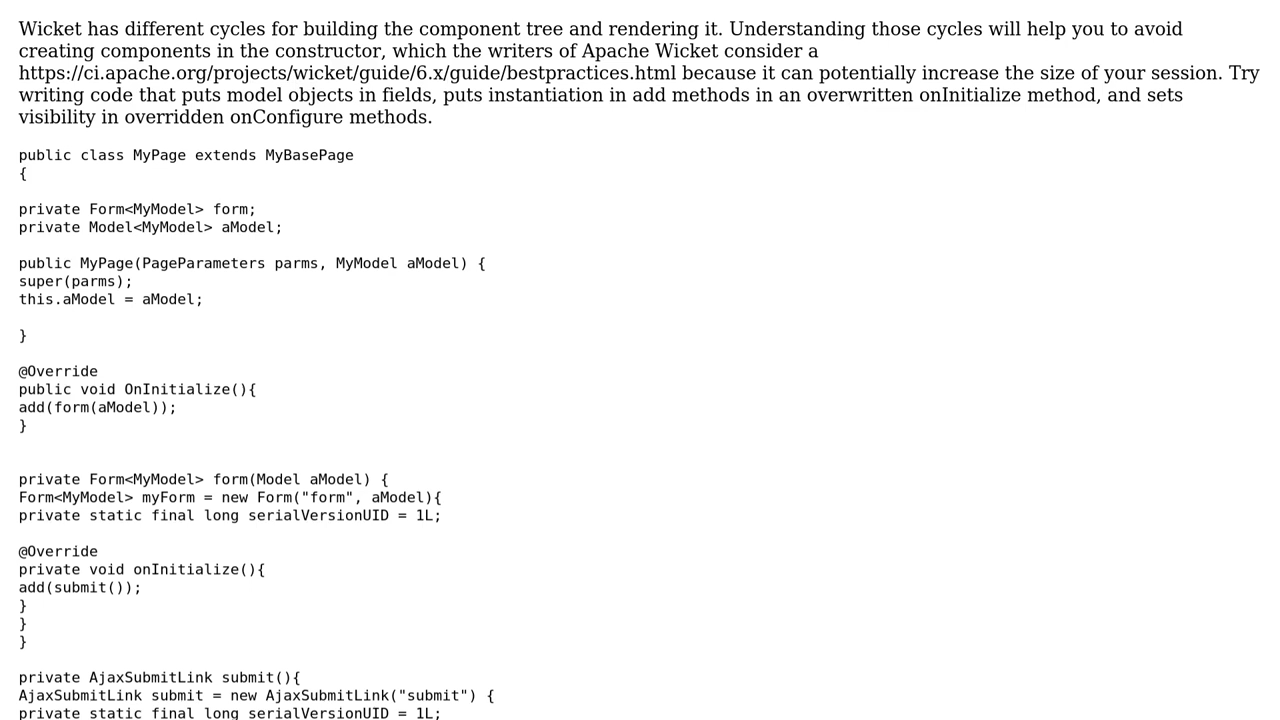 Wicket has different cycles for building the component tree and rendering it. Understanding those cycles will help you to avoid
creating components in the constructor, which the writers of Apache Wicket consider a
https://ci.apache.org/projects/wicket/guide/6.x/guide/bestpractices.html because it can potentially increase the size of your session. Try
writing code that puts model objects in fields, puts instantiation in add methods in an overwritten onInitialize method, and sets
visibility in overridden onConfigure methods.
public class MyPage extends MyBasePage
{
private Form<MyModel> form;
private Model<MyModel> aModel;
public MyPage(PageParameters parms, MyModel aModel) {
super(parms);
this.aModel = aModel;
}
@Override
public void OnInitialize(){
add(form(aModel));
}
private Form<MyModel> form(Model aModel) {
Form<MyModel> myForm = new Form("form", aModel){
private static final long serialVersionUID = 1L;
@Override
private void onInitialize(){
add(submit());
}
}
}
private AjaxSubmitLink submit(){
AjaxSubmitLink submit = new AjaxSubmitLink("submit") {
private static final long serialVersionUID = 1L;